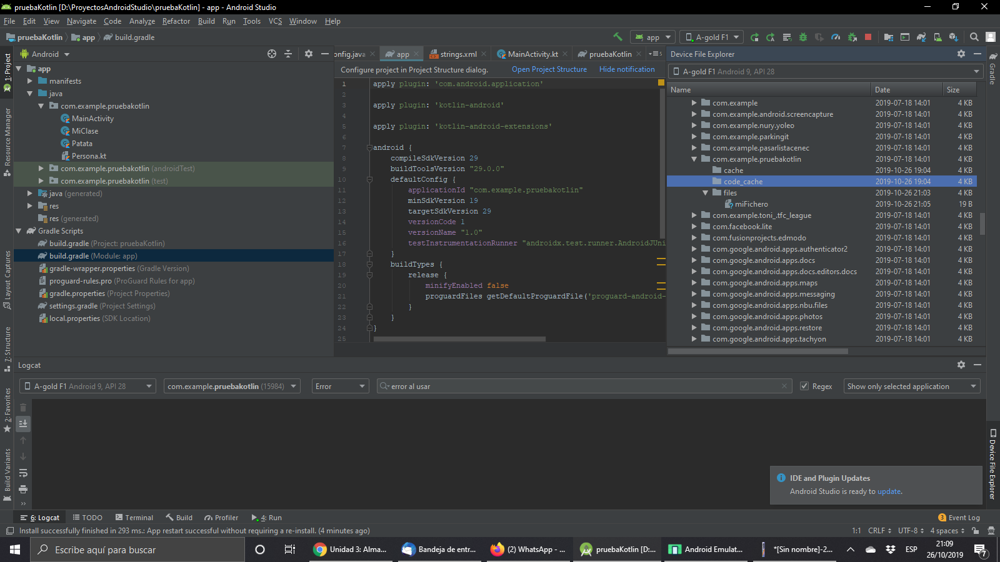 pruebaKotlin [D:\ProyectosAndroidStudio\pruebaKotlin] - app - Android Studio
File Edit View Navigate Code Analyze Refactor Build Run Tools VCS Window Help
pruebaKotlin app build.gradle
app A-gold F1
Android
onfig.java app strings.xml MainActivity.kt pruebaKotlin
Configure project in Project Structure dialog. Open Project Structure Hide notification
1: Project
Resource Manager
Layout Captures
7: Structure
2: Favorites
Build Variants
app
manifests
java
com.example.pruebakotlin
MainActivity
MiClase
Patata
Persona.kt
com.example.pruebakotlin (androidTest)
com.example.pruebakotlin (test)
java (generated)
res
res (generated)
Gradle Scripts
build.gradle (Project: pruebaKotlin)
build.gradle (Module: app)
gradle-wrapper.properties (Gradle Version)
proguard-rules.pro (ProGuard Rules for app)
gradle.properties (Project Properties)
settings.gradle (Project Settings)
local.properties (SDK Location)
1 apply plugin: 'com.android.application'
2
3 apply plugin: 'kotlin-android'
4
5 apply plugin: 'kotlin-android-extensions'
6
7 android {
8 compileSdkVersion 29
9 buildToolsVersion "29.0.0"
10 defaultConfig {
11 applicationId "com.example.pruebakotlin"
12 minSdkVersion 19
13 targetSdkVersion 29
14 versionCode 1
15 versionName "1.0"
16 testInstrumentationRunner "androidx.test.runner.AndroidJUni
17 }
18 buildTypes {
19 release {
20 minifyEnabled false
21 proguardFiles getDefaultProguardFile('proguard-android-
22 }
23 }
24 }
25
Device File Explorer
A-gold F1 Android 9, API 28
Name Date Size
com.example 2019-07-18 14:01 4 KB
com.example.android.screencapture 2019-07-18 14:01 4 KB
com.example.nury.yoleo 2019-07-18 14:01 4 KB
com.example.parkingit 2019-07-18 14:01 4 KB
com.example.pasarlistacenec 2019-07-18 14:01 4 KB
com.example.pruebakotlin 2019-07-18 14:01 4 KB
cache 2019-10-26 19:04 4 KB
code_cache 2019-10-26 19:04 4 KB
files 2019-10-26 21:03 4 KB
miFichero 2019-10-26 21:05 19 B
com.example.toni_.tfc_league 2019-07-18 14:01 4 KB
com.facebook.lite 2019-07-18 14:01 4 KB
com.fusionprojects.edmodo 2019-07-18 14:01 4 KB
com.google.android.apps.authenticator2 2019-07-18 14:01 4 KB
com.google.android.apps.docs 2019-07-18 14:01 4 KB
com.google.android.apps.docs.editors.docs 2019-07-18 14:01 4 KB
com.google.android.apps.maps 2019-07-18 14:01 4 KB
com.google.android.apps.messaging 2019-07-18 14:01 4 KB
com.google.android.apps.nbu.files 2019-07-18 14:01 4 KB
com.google.android.apps.photos 2019-07-18 14:01 4 KB
com.google.android.apps.restore 2019-07-18 14:01 4 KB
com.google.android.apps.tachyon 2019-07-18 14:01 4 KB
Gradle
Device File Explorer
Logcat
A-gold F1 Android 9, API 28 com.example.pruebakotlin (15984) Error error al usar Regex Show only selected application
IDE and Plugin Updates
Android Studio is ready to update.
6: Logcat TODO Terminal Build Profiler 4: Run 3 Event Log
Install successfully finished in 293 ms.: App restart successful without requiring a re-install. (4 minutes ago) 1:1 CRLF UTF-8 4 spaces
Escribe aquí para buscar Unidad 3: Alma... Bandeja de entr... (2) WhatsApp - ... pruebaKotlin [D:... Android Emulat... *[Sin nombre]-2... ESP 21:09
26/10/2019 7